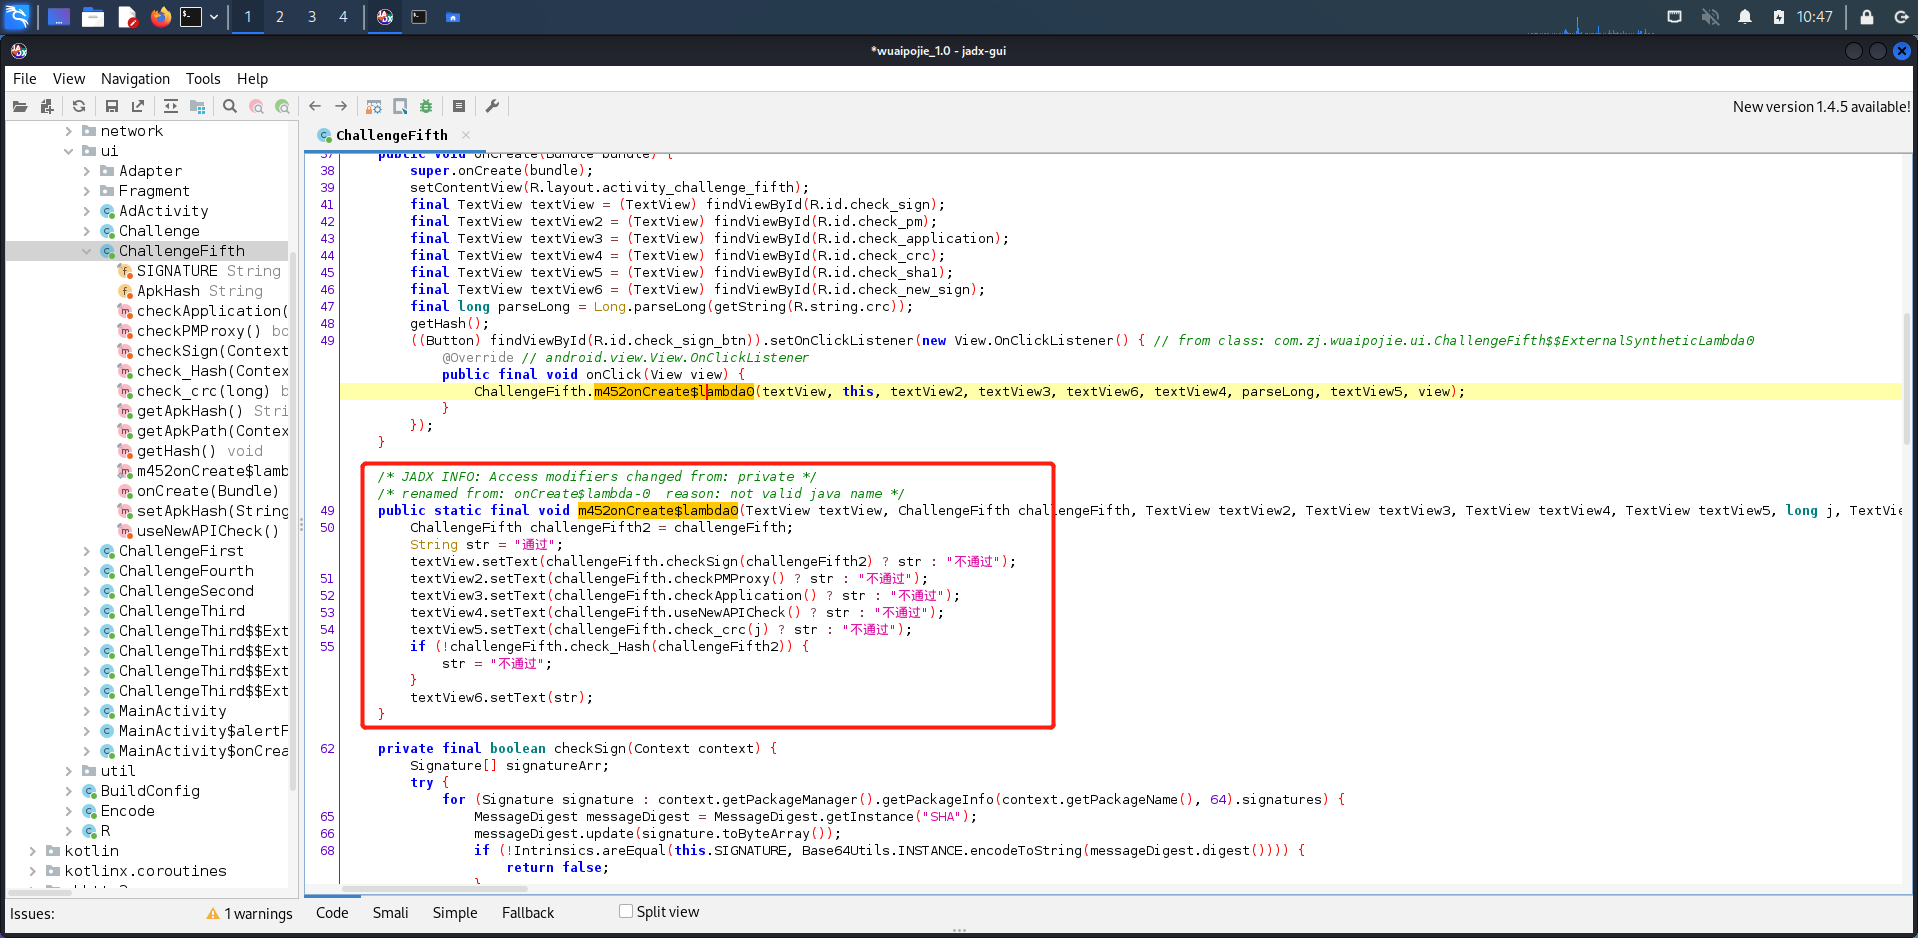 1 2 3 4 10:47
*wuaipojie_1.0 - jadx-gui
File View Navigation Tools Help
New version 1.4.5 available!
network
ui
Adapter
Fragment
AdActivity
Challenge
ChallengeFifth
SIGNATURE String
ApkHash String
checkApplication(
checkPMProxy() bc
checkSign(Context
check_Hash(Contex
check_crc(long) b
getApkHash() Stri
getApkPath(Contex
getHash() void
m452onCreate$lamb
onCreate(Bundle)
setApkHash(String
useNewAPICheck()
ChallengeFirst
ChallengeFourth
ChallengeSecond
ChallengeThird
ChallengeThird$$Ext
ChallengeThird$$Ext
ChallengeThird$$Ext
ChallengeThird$$Ext
MainActivity
MainActivity$alertF
MainActivity$onCrea
util
BuildConfig
Encode
R
kotlin
kotlinx.coroutines
ChallengeFifth
37 public void onCreate(Bundle bundle) {
38 super.onCreate(bundle);
39 setContentView(R.layout.activity_challenge_fifth);
41 final TextView textView = (TextView) findViewById(R.id.check_sign);
42 final TextView textView2 = (TextView) findViewById(R.id.check_pm);
43 final TextView textView3 = (TextView) findViewById(R.id.check_application);
44 final TextView textView4 = (TextView) findViewById(R.id.check_crc);
45 final TextView textView5 = (TextView) findViewById(R.id.check_sha1);
46 final TextView textView6 = (TextView) findViewById(R.id.check_new_sign);
47 final long parseLong = Long.parseLong(getString(R.string.crc));
48 getHash();
49 ((Button) findViewById(R.id.check_sign_btn)).setOnClickListener(new View.OnClickListener() { // from class: com.zj.wuaipojie.ui.ChallengeFifth$$ExternalSyntheticLambda0
@Override // android.view.View.OnClickListener
public final void onClick(View view) {
ChallengeFifth.m452onCreate$lambda0(textView, this, textView2, textView3, textView6, textView4, parseLong, textView5, view);
}
});
}
/* JADX INFO: Access modifiers changed from: private */
/* renamed from: onCreate$lambda-0  reason: not valid java name */
49 public static final void m452onCreate$lambda0(TextView textView, ChallengeFifth challengeFifth, TextView textView2, TextView textView3, TextView textView4, TextView textView5, long j, TextVie
50 ChallengeFifth challengeFifth2 = challengeFifth;
String str = "通过";
textView.setText(challengeFifth.checkSign(challengeFifth2) ? str : "不通过");
51 textView2.setText(challengeFifth.checkPMProxy() ? str : "不通过");
52 textView3.setText(challengeFifth.checkApplication() ? str : "不通过");
53 textView4.setText(challengeFifth.useNewAPICheck() ? str : "不通过");
54 textView5.setText(challengeFifth.check_crc(j) ? str : "不通过");
55 if (!challengeFifth.check_Hash(challengeFifth2)) {
str = "不通过";
}
textView6.setText(str);
}
62 private final boolean checkSign(Context context) {
Signature[] signatureArr;
try {
for (Signature signature : context.getPackageManager().getPackageInfo(context.getPackageName(), 64).signatures) {
65 MessageDigest messageDigest = MessageDigest.getInstance("SHA");
66 messageDigest.update(signature.toByteArray());
68 if (!Intrinsics.areEqual(this.SIGNATURE, Base64Utils.INSTANCE.encodeToString(messageDigest.digest()))) {
return false;
}
Issues: 1 warnings Code Smali Simple Fallback Split view